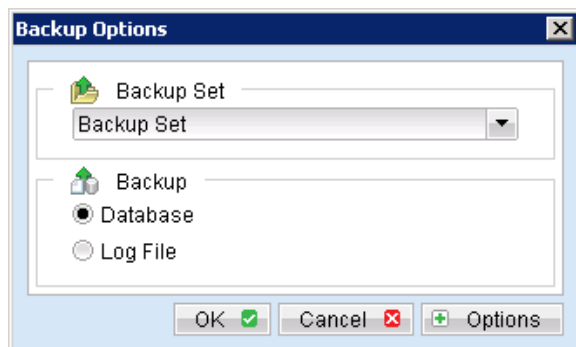 Backup Options
Backup Set
Backup Set
Backup
Database
Log File
OK Cancel Options